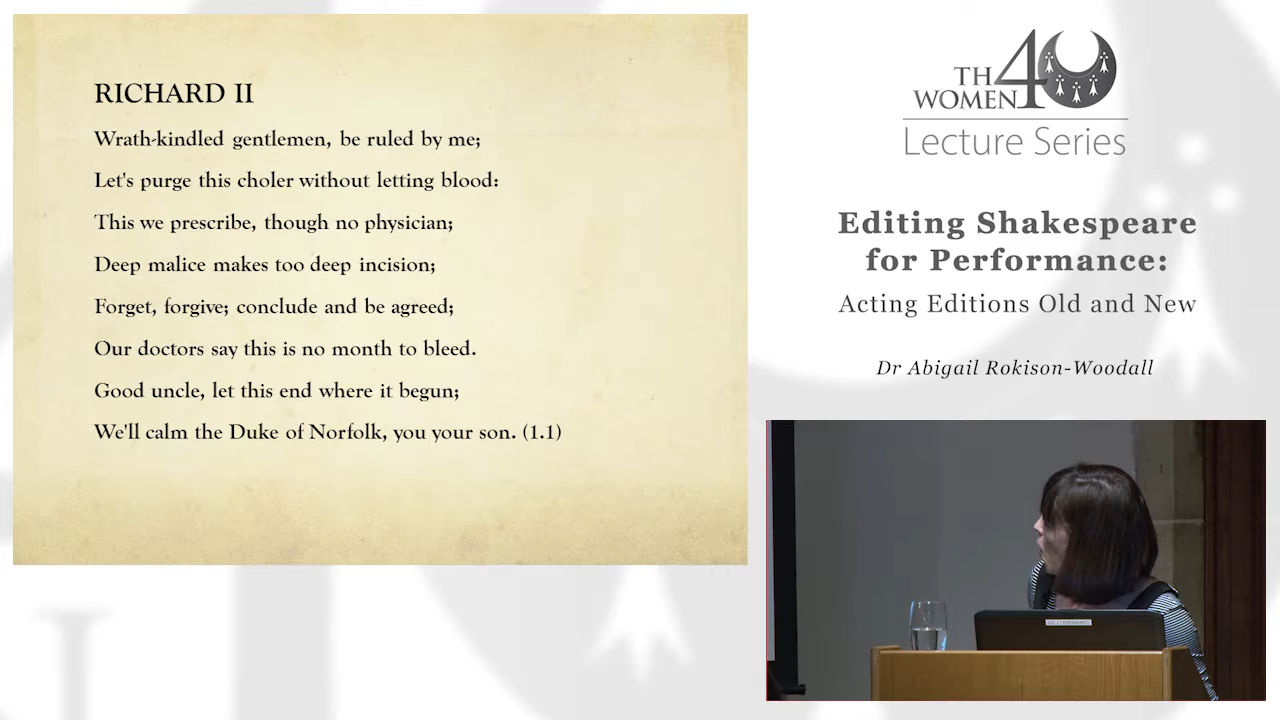 RICHARD II
Wrath-kindled gentlemen, be ruled by me;
Let's purge this choler without letting blood:
This we prescribe, though no physician;
Deep malice makes too deep incision;
Forget, forgive; conclude and be agreed;
Our doctors say this is no month to bleed.
Good uncle, let this end where it begun;
We'll calm the Duke of Norfolk, you your son. (1.1)
TH 40
WOMEN
Lecture Series
Editing Shakespeare
for Performance:
Acting Editions Old and New
Dr Abigail Rokison-Woodall